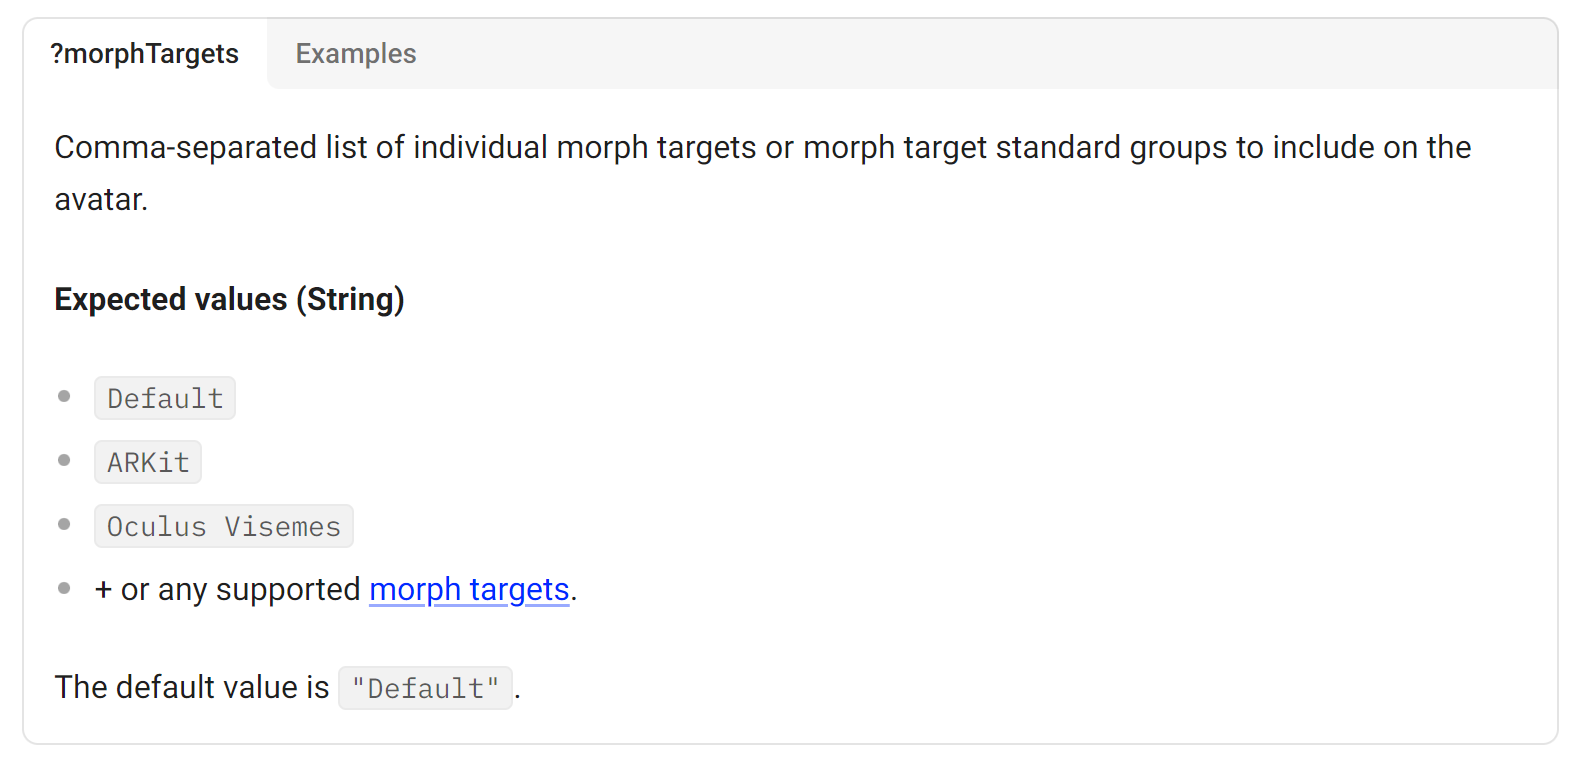 ?morphTargets
Examples
Comma-separated list of individual morph targets or morph target standard groups to include on the
avatar.
Expected values (String)
Default
ARKit
Oculus Visemes
+ or any supported morph targets.
The default value is "Default".